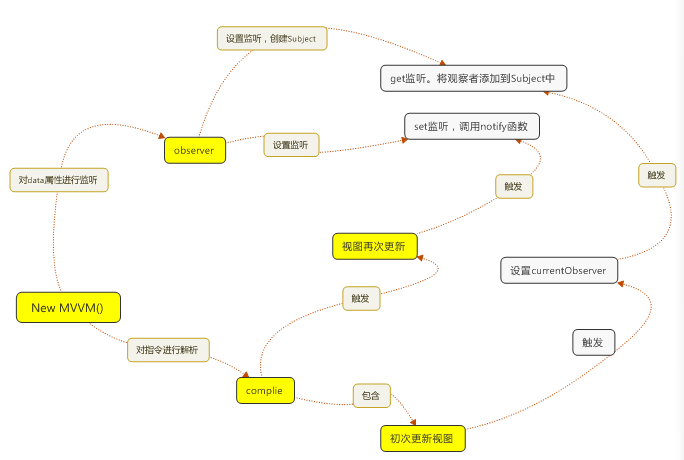 设置监听，创建Subject
get监听。将观察者添加到Subject中
set监听，调用notify函数
observer
设置监听
对data属性进行监听
触发
触发
视图再次更新
设置currentObserver
触发
New MVVM()
对指令进行解析
触发
complie
包含
初次更新视图